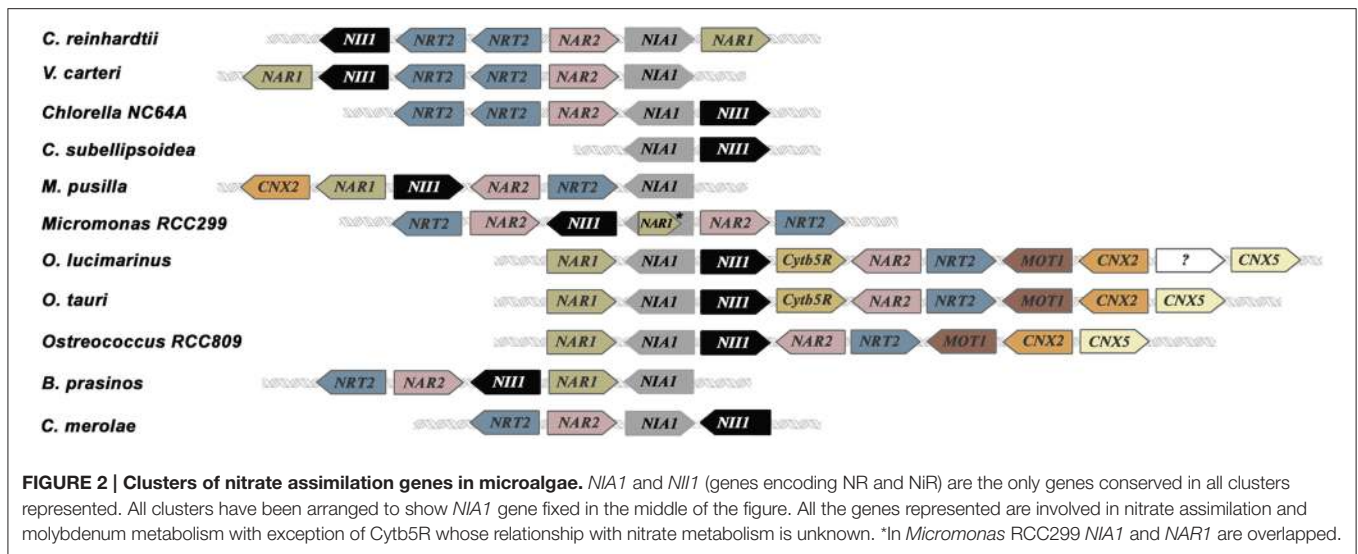 C. reinhardtii NII1 NRT2 NRT2 NAR2 NIA1 NAR1
V. carteri NAR1 NII1 NRT2 NRT2 NAR2 NIA1
Chlorella NC64A NRT2 NRT2 NAR2 NIA1 NII1
C. subellipsoidea NIA1 NII1
M. pusilla CNX2 NAR1 NII1 NAR2 NRT2 NIA1
Micromonas RCC299 NRT2 NAR2 NII1 NAR1* NAR2 NRT2
O. lucimarinus NAR1 NIA1 NII1 Cytb5R NAR2 NRT2 MOT1 CNX2 ? CNX5
O. tauri NAR1 NIA1 NII1 Cytb5R NAR2 NRT2 MOT1 CNX2 CNX5
Ostreococcus RCC809 NAR1 NIA1 NII1 NAR2 NRT2 MOT1 CNX2 CNX5
B. prasinos NRT2 NAR2 NII1 NAR1 NIA1
C. merolae NRT2 NAR2 NIA1 NII1
FIGURE 2 | Clusters of nitrate assimilation genes in microalgae. NIA1 and NII1 (genes encoding NR and NiR) are the only genes conserved in all clusters
represented. All clusters have been arranged to show NIA1 gene fixed in the middle of the figure. All the genes represented are involved in nitrate assimilation and
molybdenum metabolism with exception of Cytb5R whose relationship with nitrate metabolism is unknown. *In Micromonas RCC299 NIA1 and NAR1 are overlapped.